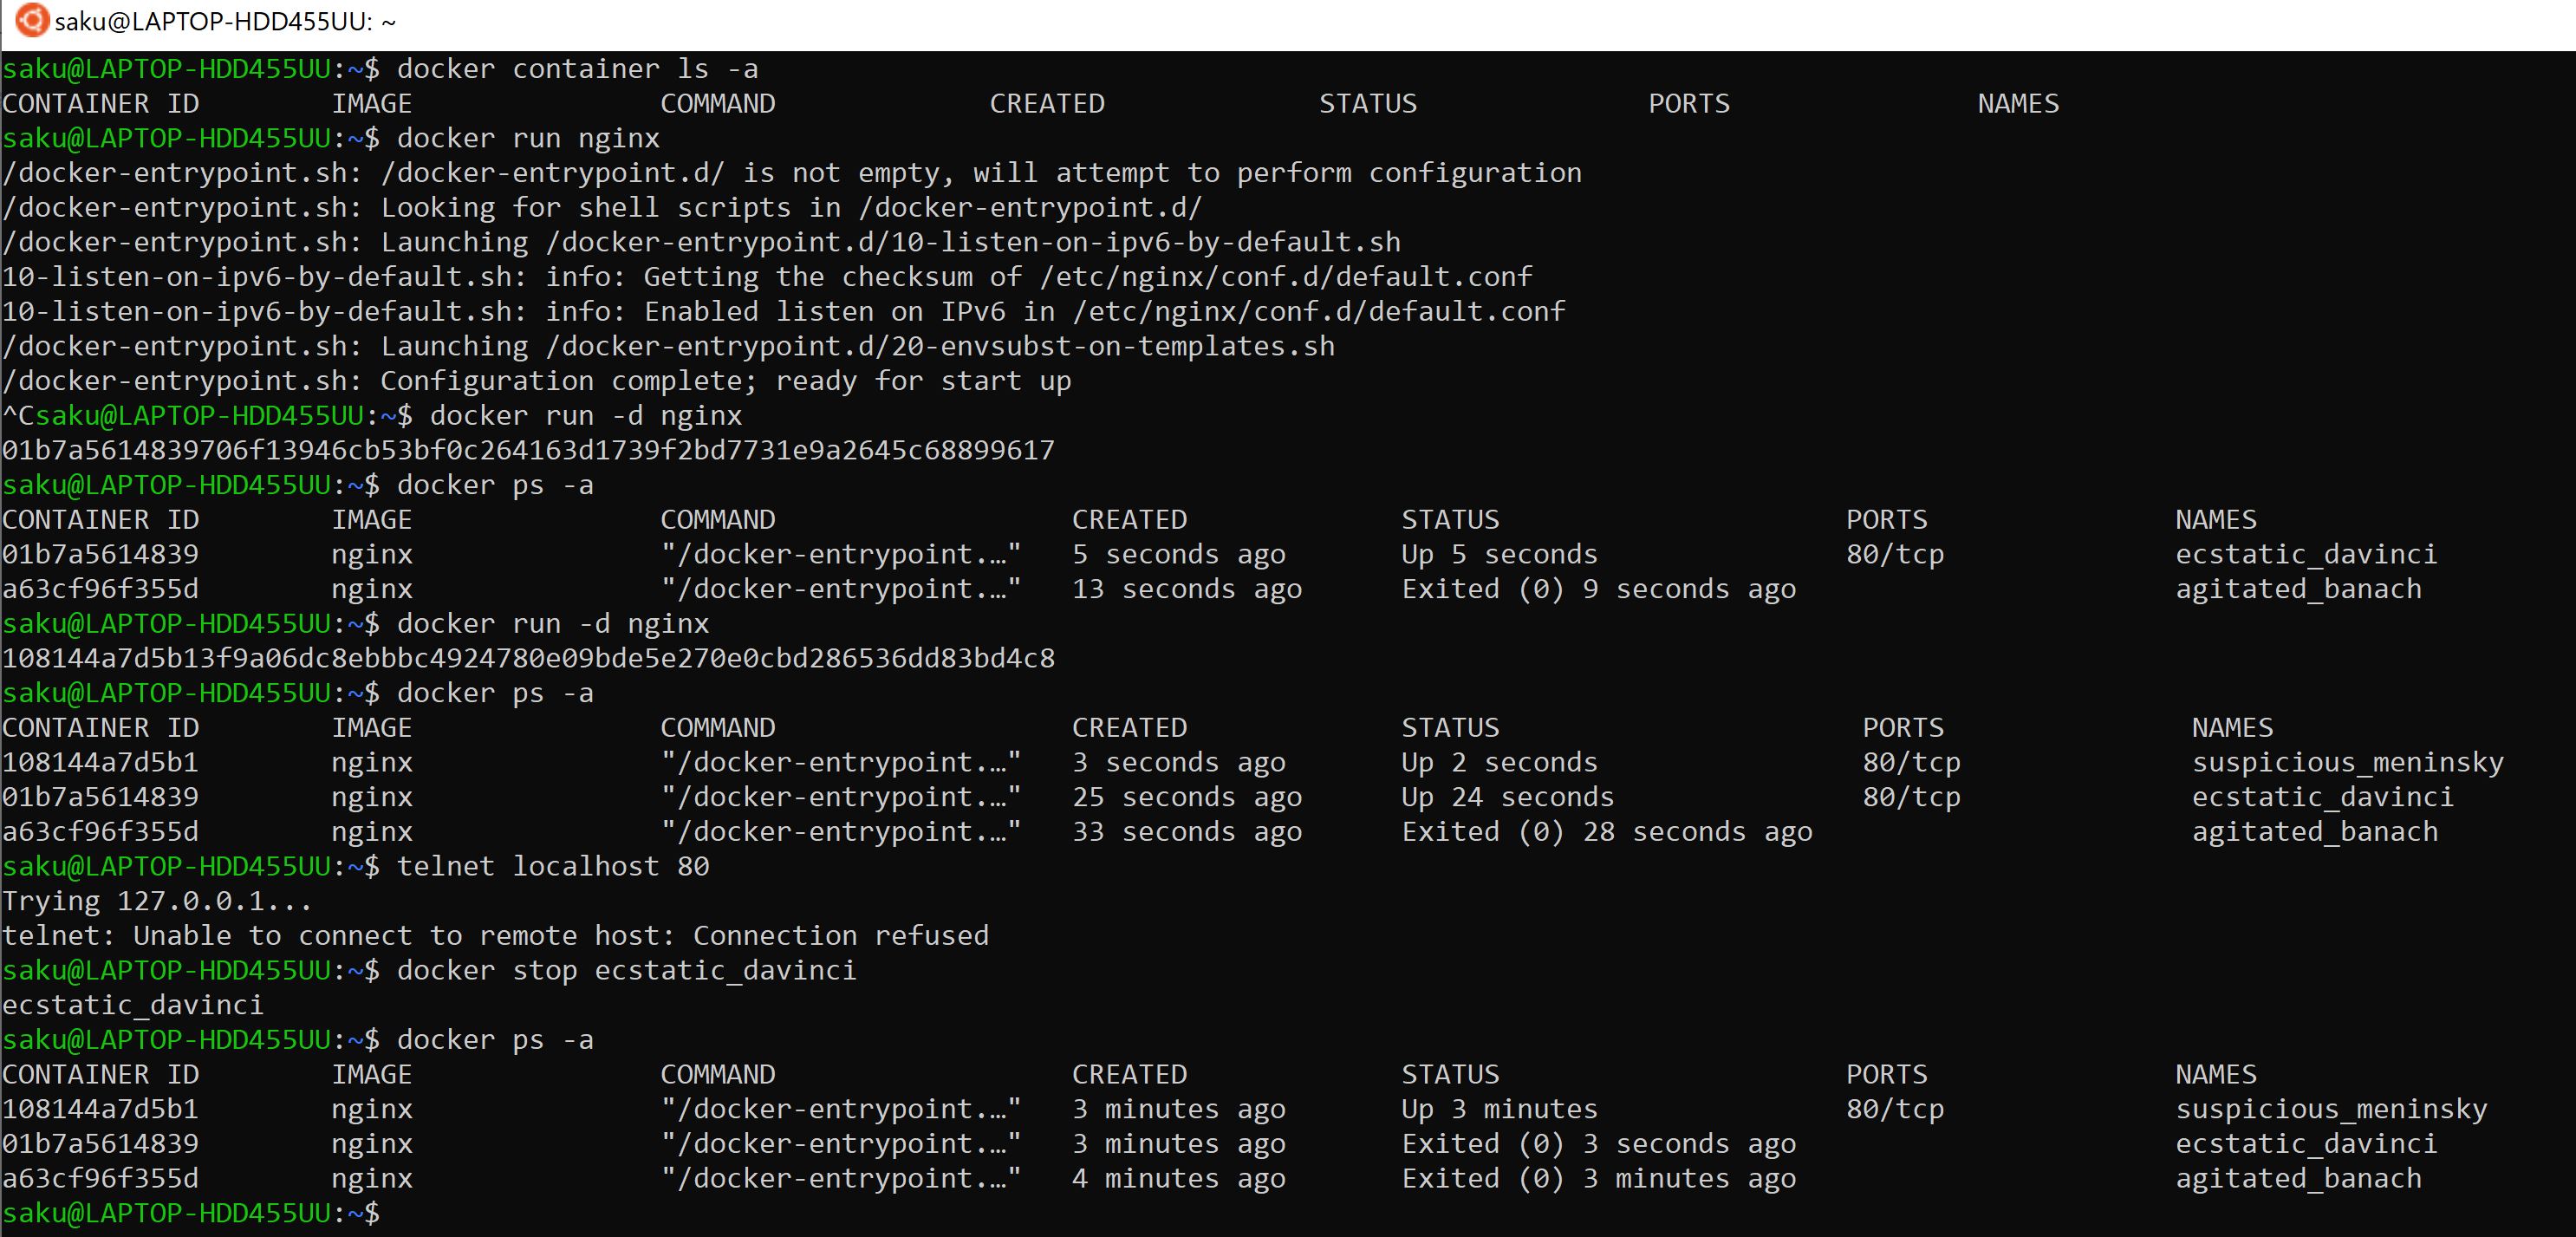 saku@LAPTOP-HDD455UU: ~
saku@LAPTOP-HDD455UU:~$ docker container ls -a
CONTAINER ID        IMAGE               COMMAND             CREATED             STATUS              PORTS               NAMES
saku@LAPTOP-HDD455UU:~$ docker run nginx
/docker-entrypoint.sh: /docker-entrypoint.d/ is not empty, will attempt to perform configuration
/docker-entrypoint.sh: Looking for shell scripts in /docker-entrypoint.d/
/docker-entrypoint.sh: Launching /docker-entrypoint.d/10-listen-on-ipv6-by-default.sh
10-listen-on-ipv6-by-default.sh: info: Getting the checksum of /etc/nginx/conf.d/default.conf
10-listen-on-ipv6-by-default.sh: info: Enabled listen on IPv6 in /etc/nginx/conf.d/default.conf
/docker-entrypoint.sh: Launching /docker-entrypoint.d/20-envsubst-on-templates.sh
/docker-entrypoint.sh: Configuration complete; ready for start up
^Csaku@LAPTOP-HDD455UU:~$ docker run -d nginx
01b7a5614839706f13946cb53bf0c264163d1739f2bd7731e9a2645c68899617
saku@LAPTOP-HDD455UU:~$ docker ps -a
CONTAINER ID        IMAGE               COMMAND                  CREATED             STATUS                     PORTS               NAMES
01b7a5614839        nginx               "/docker-entrypoint.…"   5 seconds ago       Up 5 seconds               80/tcp              ecstatic_davinci
a63cf96f355d        nginx               "/docker-entrypoint.…"   13 seconds ago      Exited (0) 9 seconds ago                       agitated_banach
saku@LAPTOP-HDD455UU:~$ docker run -d nginx
108144a7d5b13f9a06dc8ebbbc4924780e09bde5e270e0cbd286536dd83bd4c8
saku@LAPTOP-HDD455UU:~$ docker ps -a
CONTAINER ID        IMAGE               COMMAND                  CREATED             STATUS                      PORTS               NAMES
108144a7d5b1        nginx               "/docker-entrypoint.…"   3 seconds ago       Up 2 seconds                80/tcp              suspicious_meninsky
01b7a5614839        nginx               "/docker-entrypoint.…"   25 seconds ago      Up 24 seconds               80/tcp              ecstatic_davinci
a63cf96f355d        nginx               "/docker-entrypoint.…"   33 seconds ago      Exited (0) 28 seconds ago                       agitated_banach
saku@LAPTOP-HDD455UU:~$ telnet localhost 80
Trying 127.0.0.1...
telnet: Unable to connect to remote host: Connection refused
saku@LAPTOP-HDD455UU:~$ docker stop ecstatic_davinci
ecstatic_davinci
saku@LAPTOP-HDD455UU:~$ docker ps -a
CONTAINER ID        IMAGE               COMMAND                  CREATED             STATUS                     PORTS               NAMES
108144a7d5b1        nginx               "/docker-entrypoint.…"   3 minutes ago       Up 3 minutes               80/tcp              suspicious_meninsky
01b7a5614839        nginx               "/docker-entrypoint.…"   3 minutes ago       Exited (0) 3 seconds ago                       ecstatic_davinci
a63cf96f355d        nginx               "/docker-entrypoint.…"   4 minutes ago       Exited (0) 3 minutes ago                       agitated_banach
saku@LAPTOP-HDD455UU:~$